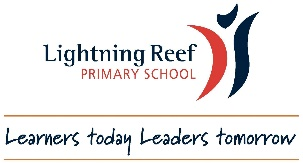 Lightning Reef
PRIMARY SCHOOL
Learners today Leaders tomorrow